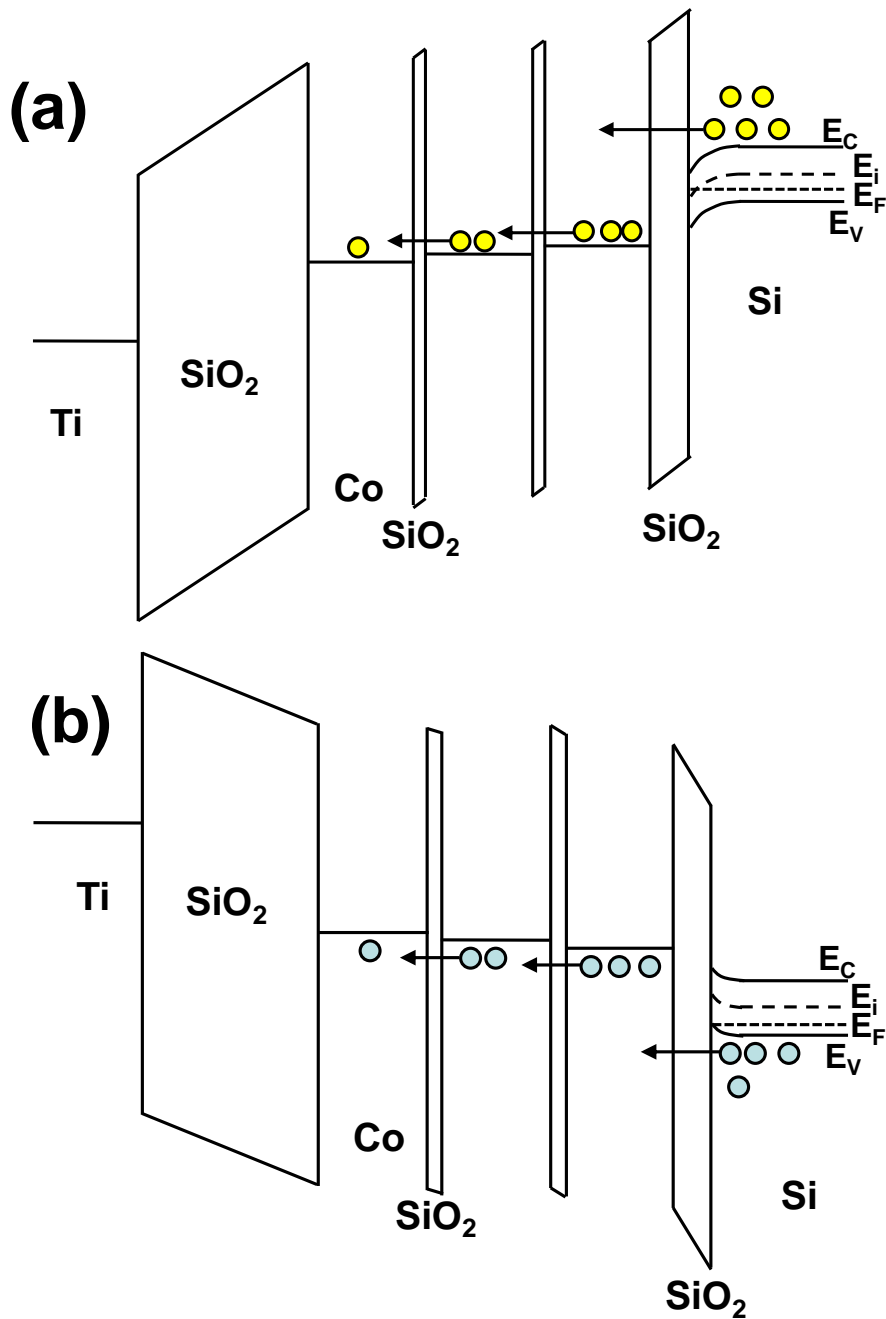 (a)
E_C
E_i
E_F
E_V
Si
SiO₂
Ti
Co
SiO₂
SiO₂
(b)
Ti
SiO₂
E_C
E_i
E_F
E_V
Co
Si
SiO₂
SiO₂